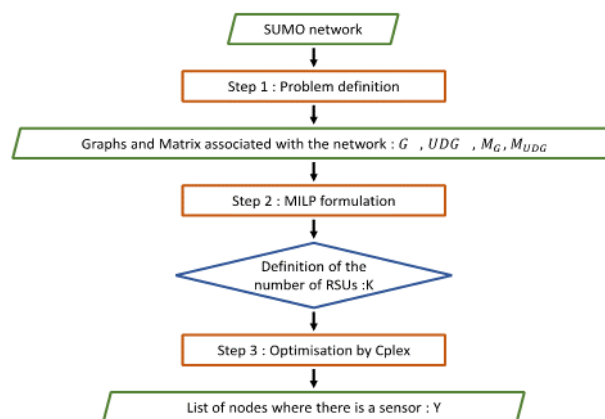 SUMO network
Step 1 : Problem definition
Graphs and Matrix associated with the network : G , UDG , M_G, M_UDG
Step 2 : MILP formulation
Definition of the
number of RSUs :K
Step 3 : Optimisation by Cplex
List of nodes where there is a sensor : Y